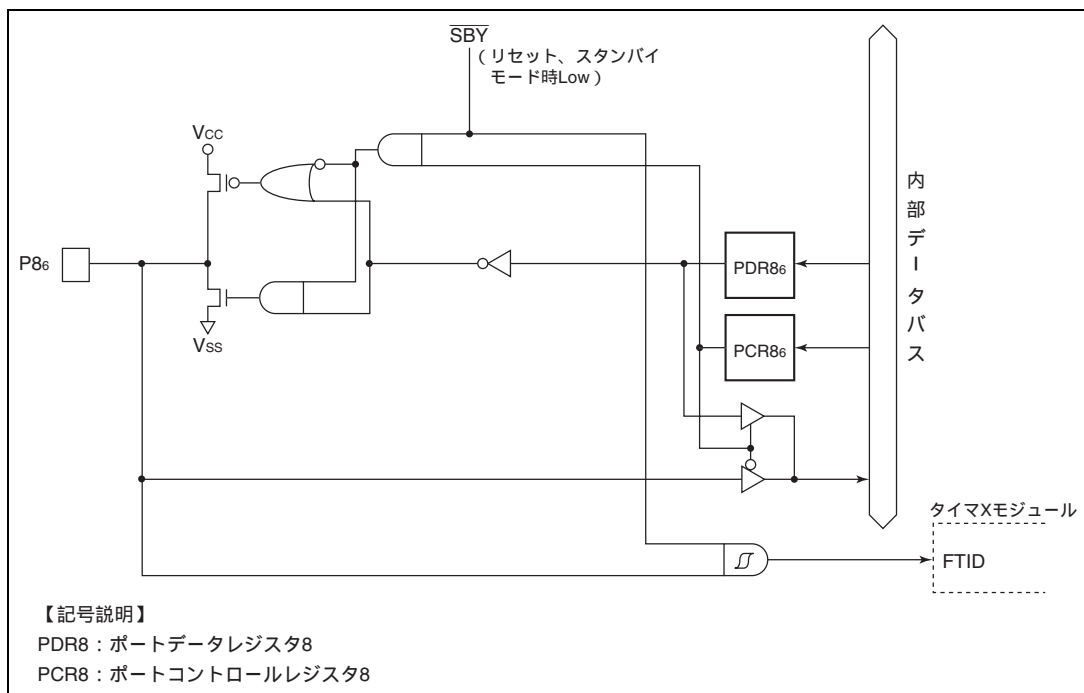 SBY
（リセット、スタンバイ
モード時Low）
VCC
P86
VSS
PDR86
PCR86
内部データバス
タイマXモジュール
FTID
【記号説明】
PDR8：ポートデータレジスタ8
PCR8：ポートコントロールレジスタ8